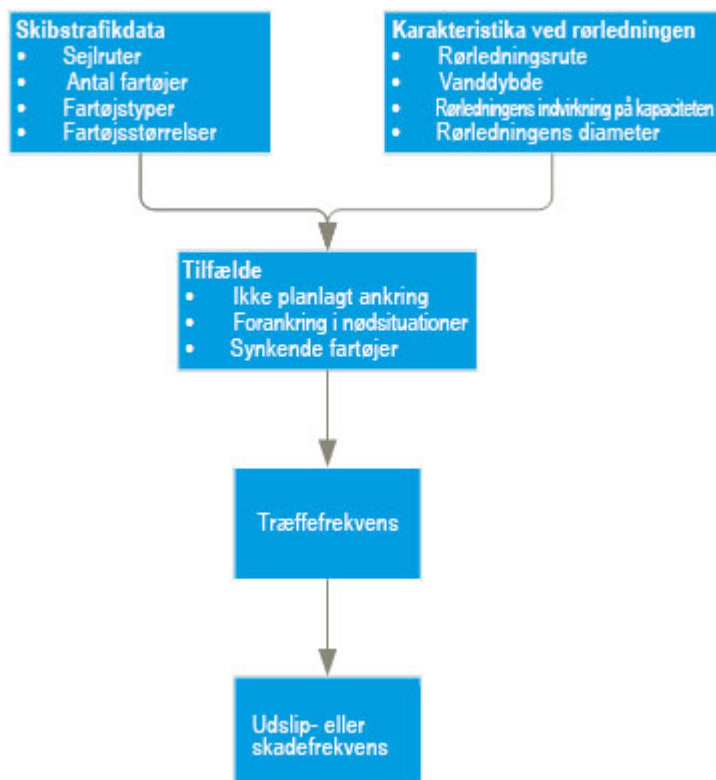 Skibstrafikdata
• Sejlruter
• Antal fartøjer
• Fartøjstyper
• Fartøjsstørrelser
Karakteristika ved rørledningen
• Rørledningsrute
• Vanddybde
• Rørledningens indvirkning på kapaciteten
• Rørledningens diameter
Tilfælde
• Ikke planlagt ankring
• Forankring i nødsituationer
• Synkende fartøjer
Træffefrekvens
Udslip- eller
skadefrekvens